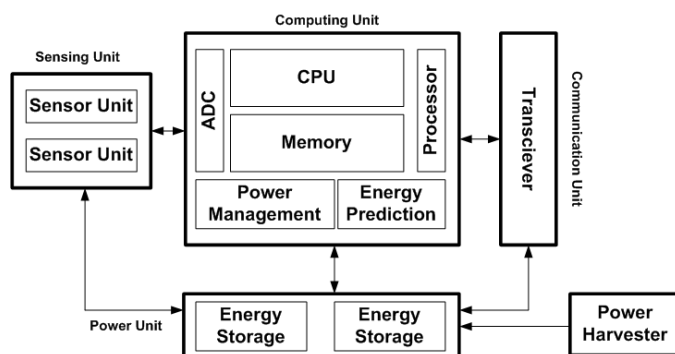 Computing Unit
Sensing Unit
Sensor Unit
Sensor Unit
ADC
CPU
Memory
Processor
Power
Management
Energy
Prediction
Transciever
Communication Unit
Power Unit
Energy
Storage
Energy
Storage
Power
Harvester